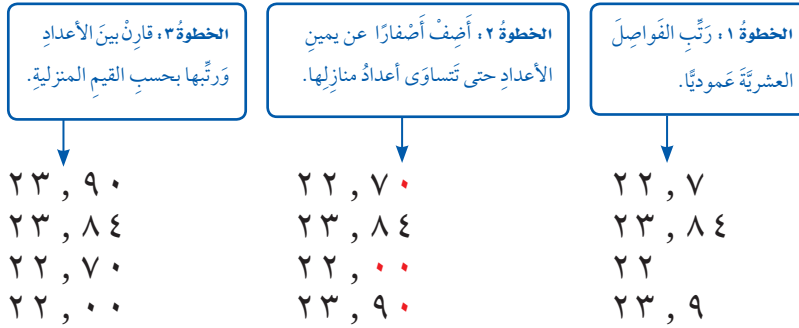 الخطوةُ ١: رَتِّبِ الفَواصِلَ
العشريَّةَ عَموديًّا.
٢٢,٧
٢٣,٨٤
٢٢
٢٣,٩
الخطوةُ ٢: أَضِفْ أَصْفارًا عن يمينِ
الأعدادِ حتى تَتساوَى أعدادُ منازِلِها.
٢٢,٧٠
٢٣,٨٤
٢٢,٠٠
٢٣,٩٠
الخطوةُ ٣: قارِنْ بينَ الأعدادِ
وَرتِّبها بحسبِ القيمِ المنزليةِ.
٢٣,٩٠
٢٣,٨٤
٢٢,٧٠
٢٢,٠٠